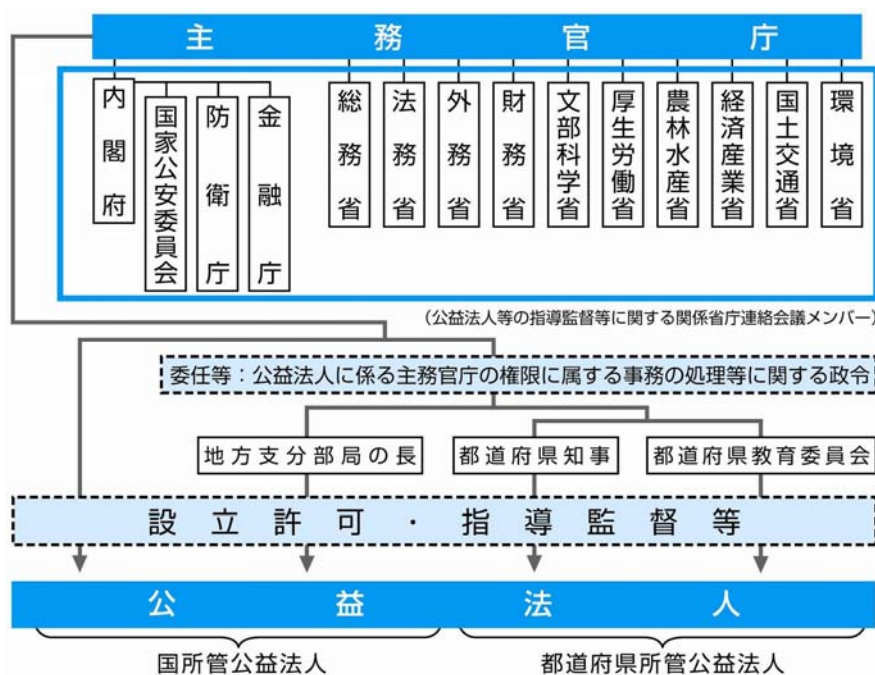 主務官庁
内閣府
国家公安委員会
防衛庁
金融庁
総務省
法務省
外務省
財務省
文部科学省
厚生労働省
農林水産省
経済産業省
国土交通省
環境省
(公益法人等の指導監督等に関する関係省庁連絡会議メンバー)
委任等：公益法人に係る主務官庁の権限に属する事務の処理等に関する政令
地方支分部局の長
都道府県知事
都道府県教育委員会
設立許可・指導監督等
公益法人
国所管公益法人
都道府県所管公益法人